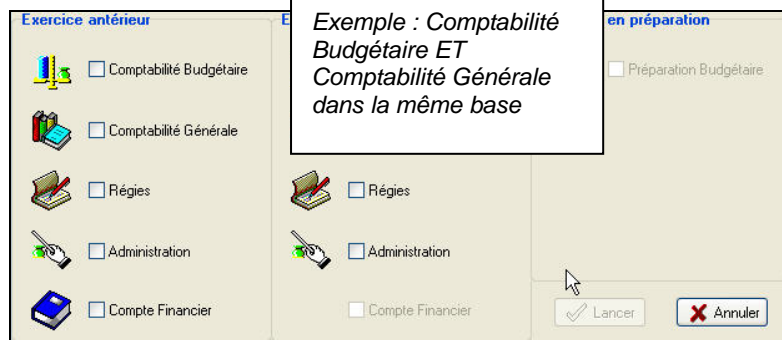 Exercice antérieur
Comptabilité Budgétaire
Comptabilité Générale
Régies
Administration
Compte Financier
E
Exemple : Comptabilité
Budgétaire ET
Comptabilité Générale
dans la même base
Régies
Administration
Compte Financier
en préparation
Préparation Budgétaire
Lancer
Annuler